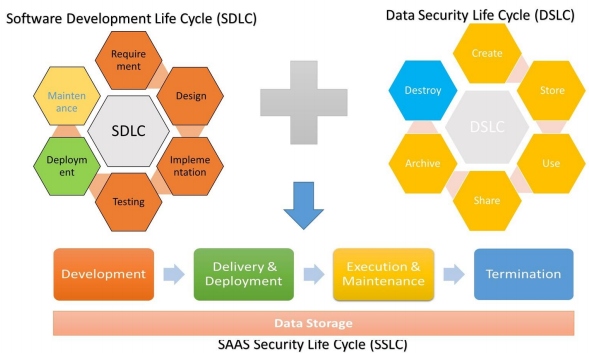 Software Development Life Cycle (SDLC)
Data Security Life Cycle (DSLC)
Require
ment
Design
Impleme
ntation
Testing
Deploym
ent
Mainten
ance
SDLC
Create
Store
Use
Share
Archive
Destroy
DSLC
Development
Delivery &
Deployment
Execution &
Maintenance
Termination
Data Storage
SAAS Security Life Cycle (SSLC)